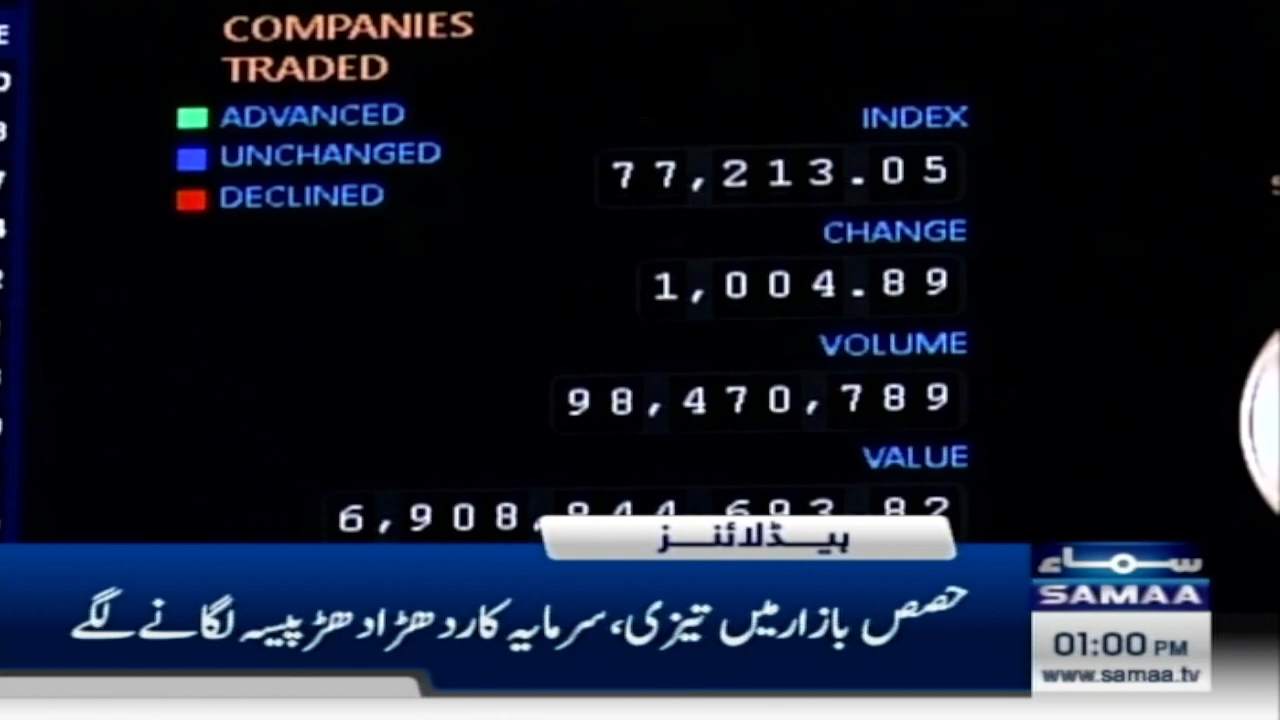 COMPANIES
TRADED
ADVANCED
UNCHANGED
DECLINED
INDEX
77,213.05
CHANGE
1,004.89
VOLUME
98,470,789
VALUE
6,908,
ہیڈلائنز
حصص بازار میں تیزی، سرمایہ کار دھڑا دھڑ پیسہ لگانے لگے
سماء
SAMAA
01:00 PM
www.samaa.tv